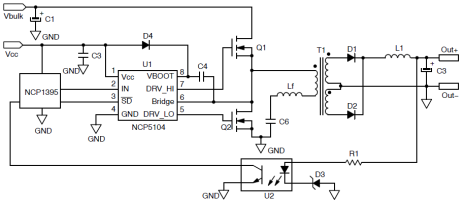 Vbulk
C1
GND
D4
Q1
Vcc
C3
GND
U1
C4
T1
D1
L1
Out+
1
Vcc
VBOOT
8
NCP1395
2
IN
DRV_HI
7
Lf
C3
3
SD
Bridge
6
Out−
4
GND
DRV_LO
5
Q2
D2
GND
GND
NCP5104
C6
GND
GND
R1
D3
GND
U2